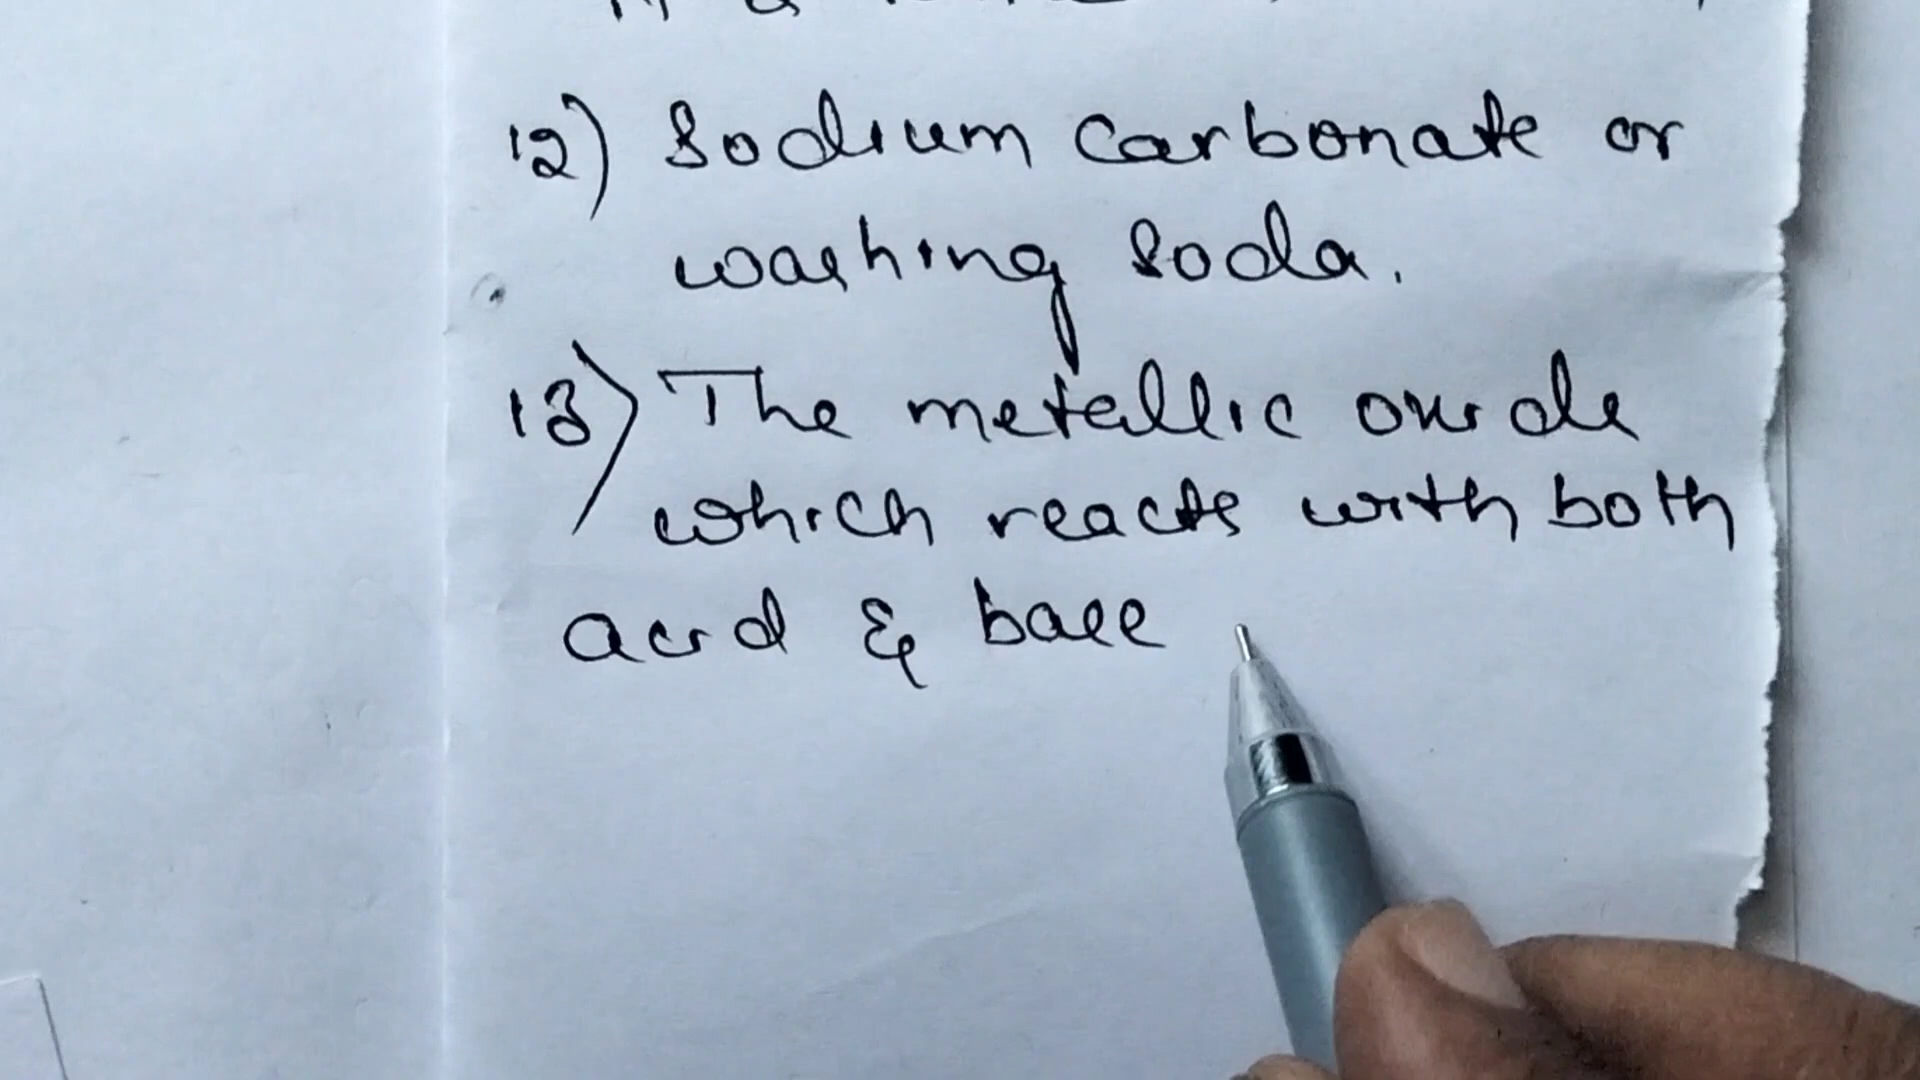 12) Sodium carbonate or
washing soda.
13) The metallic oxide
which reacts with both
acid & base